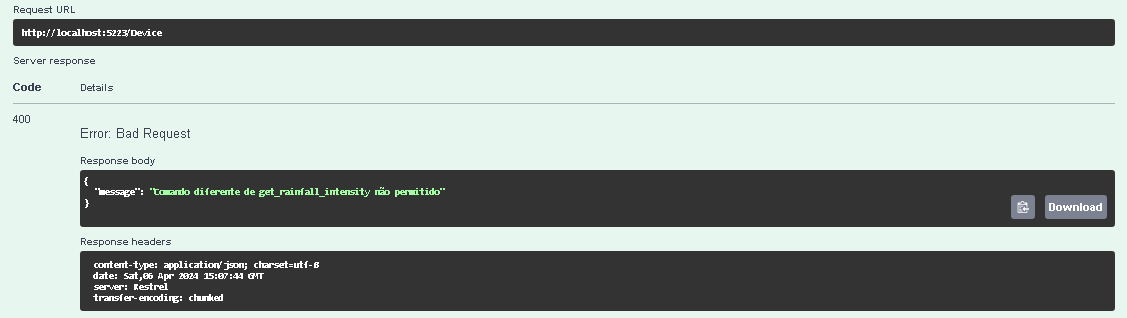 Request URL
http://localhost:5223/Device
Server response
Code Details
400
Error: Bad Request
Response body
{
"message": "Comando diferente de get_rainfall_intensity não permitido"
}
Download
Response headers
content-type: application/json; charset=utf-8
date: Sat,06 Apr 2024 15:07:44 GMT
server: Kestrel
transfer-encoding: chunked